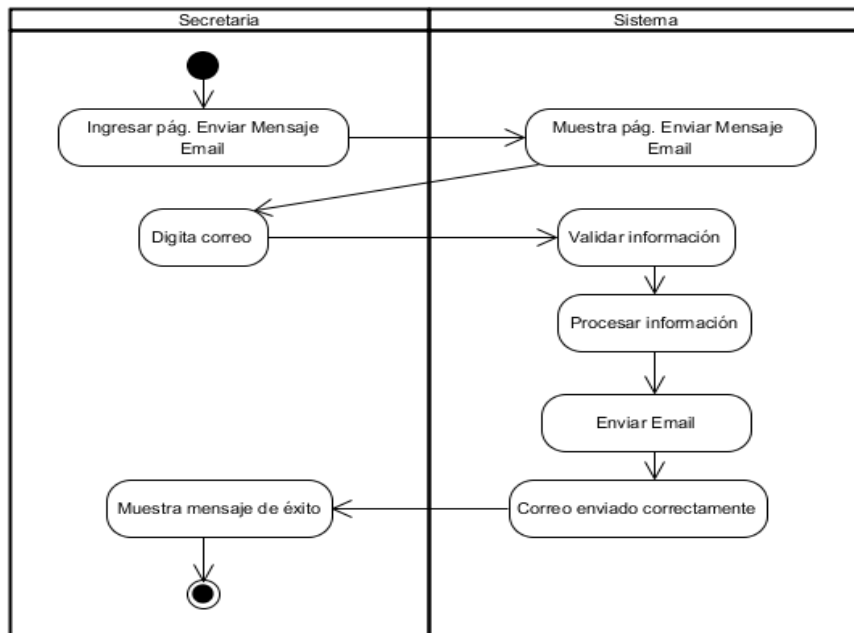 Secretaria
Sistema
Ingresar pág. Enviar Mensaje
Email
Muestra pág. Enviar Mensaje
Email
Digita correo
Validar información
Procesar información
Enviar Email
Muestra mensaje de éxito
Correo enviado correctamente